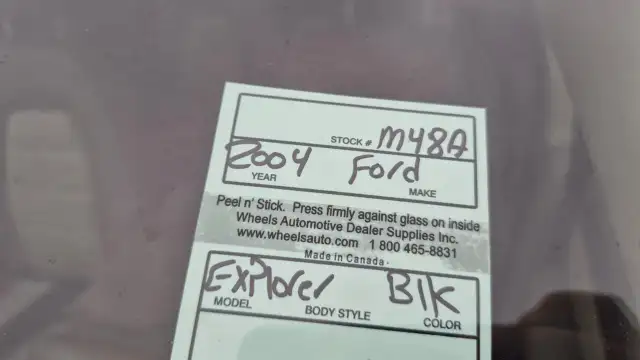 STOCK # M48A
2004 Ford
YEAR MAKE
Peel n' Stick. Press firmly against glass on inside
Wheels Automotive Dealer Supplies Inc.
www.wheelsauto.com 1 800 465-8831
Made in Canada
Explorer Blk
MODEL BODY STYLE COLOR